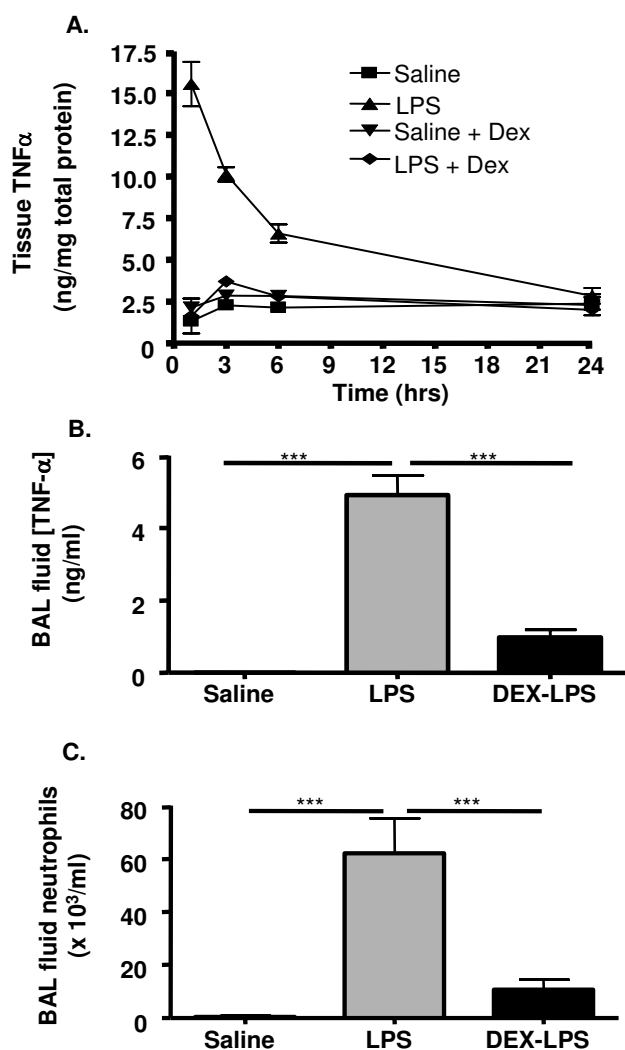 A.
Tissue TNFα
(ng/mg total protein)
17.5
15.0
12.5
10.0
7.5
5.0
2.5
0
Saline
LPS
Saline + Dex
LPS + Dex
0 3 6 9 12 15 18 21 24
Time (hrs)
B.
BAL fluid [TNF-α]
(ng/ml)
6
4
2
0
*** ***
Saline LPS DEX-LPS
C.
BAL fluid neutrophils
(x 10³/ml)
80
60
40
20
0
*** ***
Saline LPS DEX-LPS